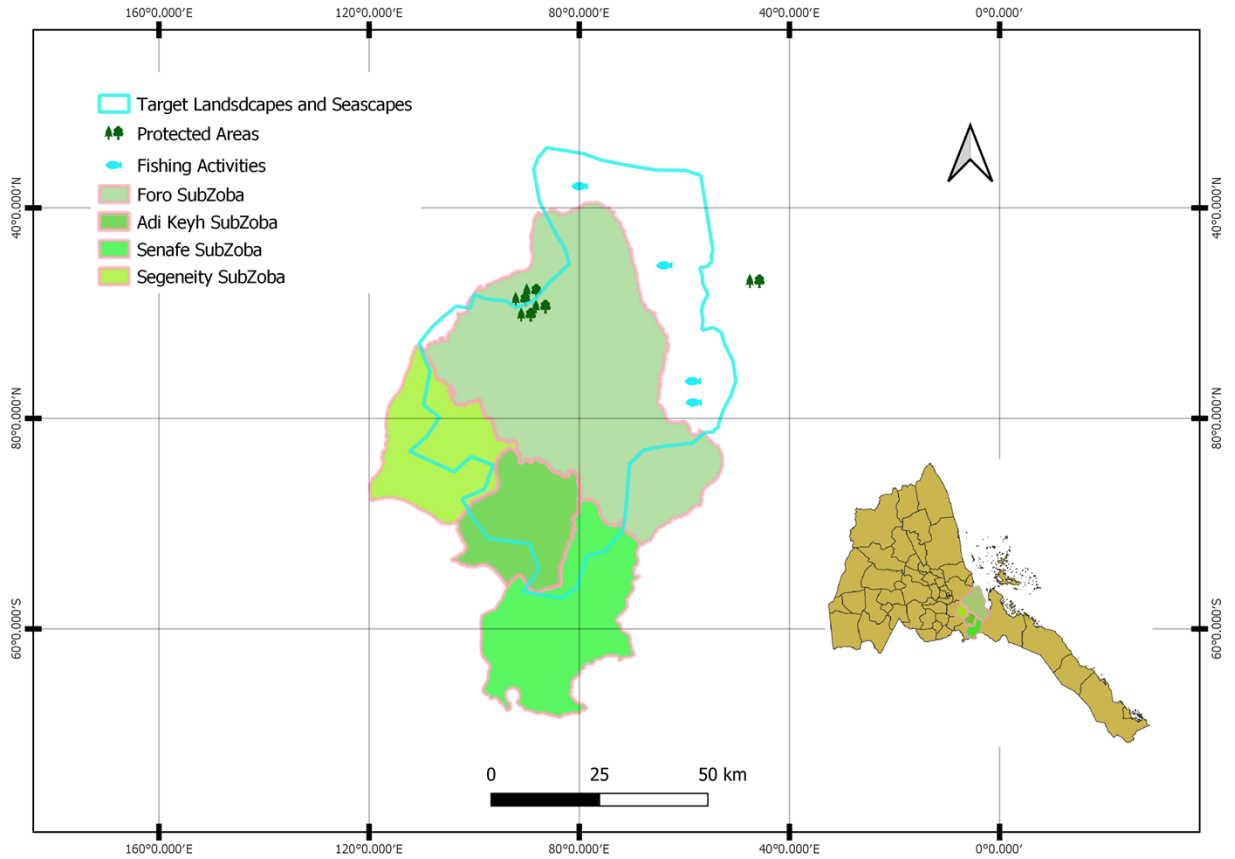 160°0.000′E 120°0.000′E 80°0.000′E 40°0.000′E 0°0.000′
Target Landsdcapes and Seascapes
Protected Areas
Fishing Activities
Foro SubZoba
Adi Keyh SubZoba
Senafe SubZoba
Segeneity SubZoba
40°0.000′N 40°0.000′N
80°0.000′N 80°0.000′N
60°0.000′S 60°0.000′S
0 25 50 km
160°0.000′E 120°0.000′E 80°0.000′E 40°0.000′E 0°0.000′